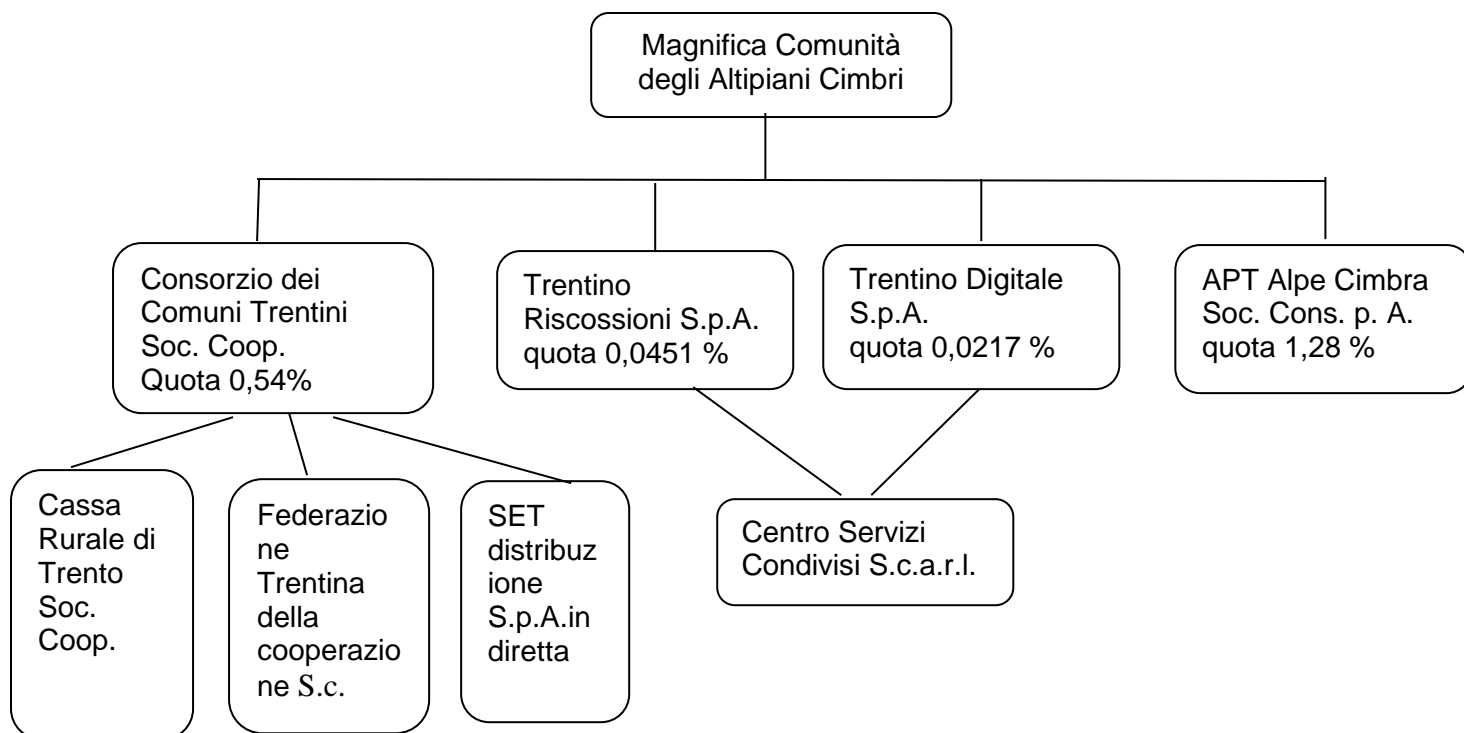 Magnifica Comunità
degli Altipiani Cimbri
Consorzio dei
Comuni Trentini
Soc. Coop.
Quota 0,54%
Trentino
Riscossioni S.p.A.
quota 0,0451 %
Trentino Digitale
S.p.A.
quota 0,0217 %
APT Alpe Cimbra
Soc. Cons. p. A.
quota 1,28 %
Cassa
Rurale di
Trento
Soc.
Coop.
Federazio
ne
Trentina
della
cooperazio
ne S.c.
SET
distribuz
ione
S.p.A.in
diretta
Centro Servizi
Condivisi S.c.a.r.l.